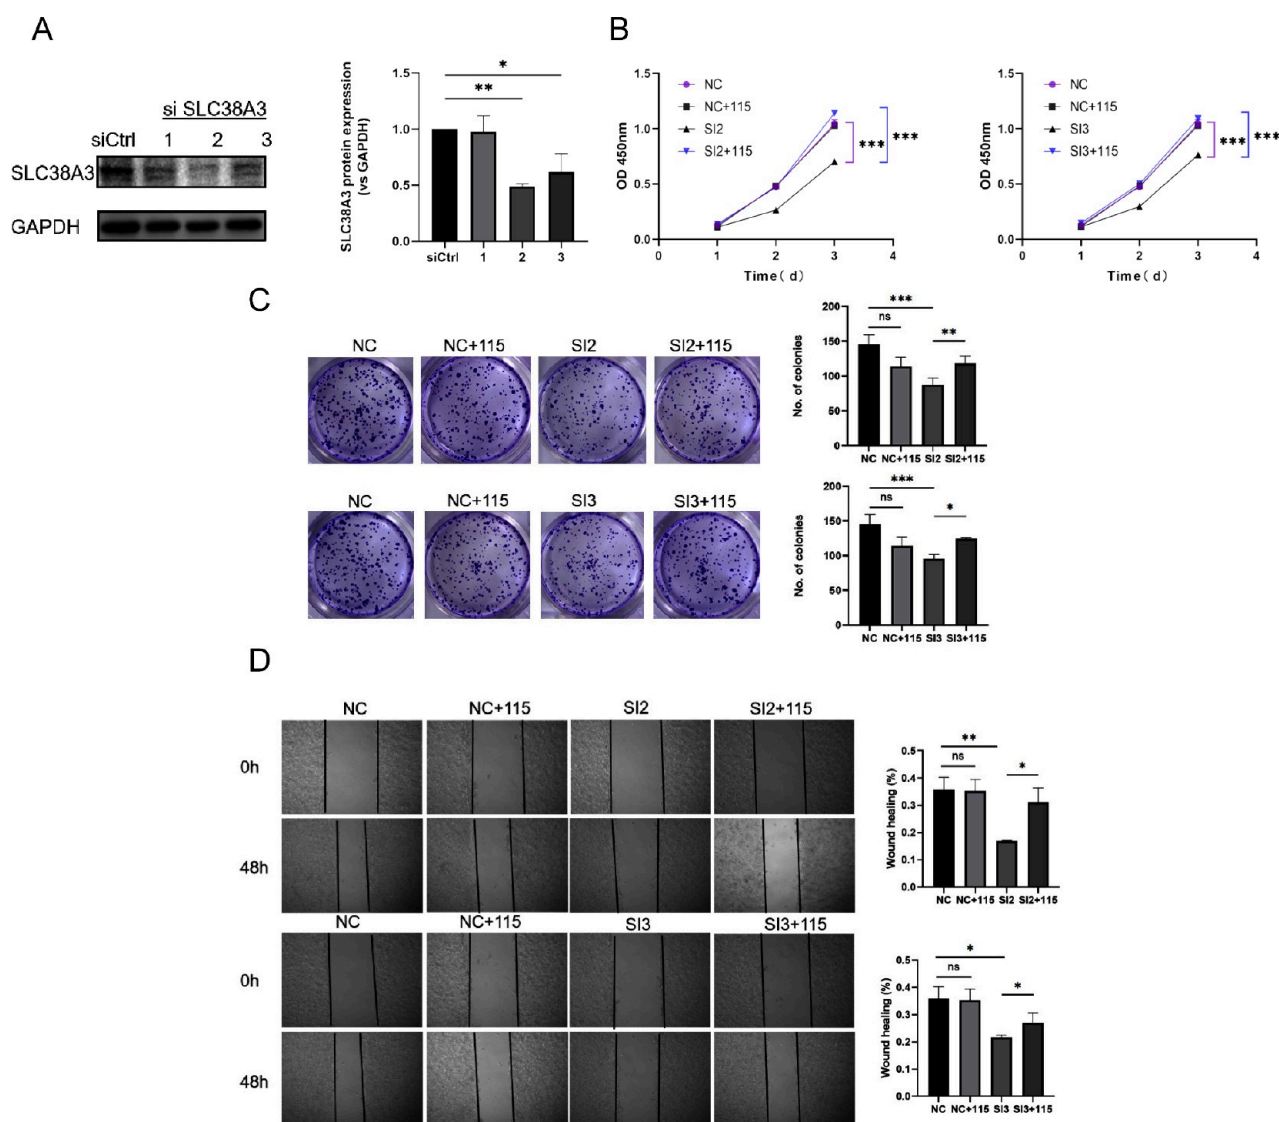 A
si SLC38A3
siCtrl 1 2 3
SLC38A3
GAPDH
SLC38A3 protein expression
(vs GAPDH)
1.5
1.0
0.5
0.0
*
**
siCtrl 1 2 3
B
OD 450nm
1.5
1.0
0.5
0.0
NC
NC+115
SI2
SI2+115
*** ***
0 1 2 3 4
Time( d)
OD 450nm
1.5
1.0
0.5
0.0
NC
NC+115
SI3
SI3+115
*** ***
0 1 2 3 4
Time( d)
C
NC NC+115 SI2 SI2+115
No. of colonies
200
150
100
50
0
***
ns
**
NC NC+115 SI2 SI2+115
NC NC+115 SI3 SI3+115
No. of colonies
200
150
100
50
0
***
ns
*
NC NC+115 SI3 SI3+115
D
NC NC+115 SI2 SI2+115
0h
48h
Wound healing (%)
0.5
0.4
0.3
0.2
0.1
0.0
**
ns
*
NC NC+115 SI2 SI2+115
NC NC+115 SI3 SI3+115
0h
48h
Wound healing (%)
0.5
0.4
0.3
0.2
0.1
0.0
*
ns
*
NC NC+115 SI3 SI3+115